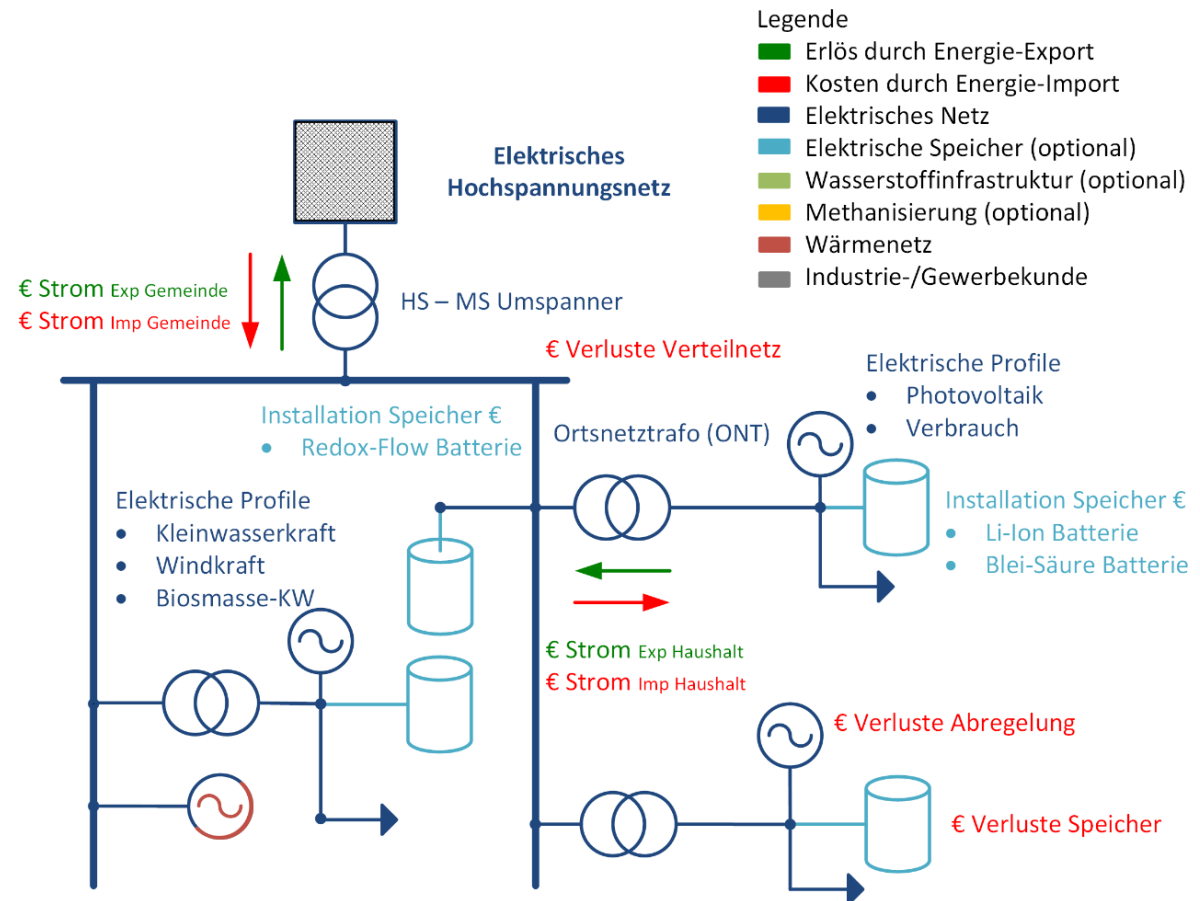 Legende
Erlös durch Energie-Export
Kosten durch Energie-Import
Elektrisches Netz
Elektrische Speicher (optional)
Wasserstoffinfrastruktur (optional)
Methanisierung (optional)
Wärmenetz
Industrie-/Gewerbekunde
Elektrisches
Hochspannungsnetz
€ Strom Exp Gemeinde
€ Strom Imp Gemeinde
HS – MS Umspanner
€ Verluste Verteilnetz
Elektrische Profile
• Photovoltaik
• Verbrauch
Installation Speicher €
• Redox-Flow Batterie
Ortsnetztrafo (ONT)
Elektrische Profile
• Kleinwasserkraft
• Windkraft
• Biosmasse-KW
Installation Speicher €
• Li-Ion Batterie
• Blei-Säure Batterie
€ Strom Exp Haushalt
€ Strom Imp Haushalt
€ Verluste Abregelung
€ Verluste Speicher